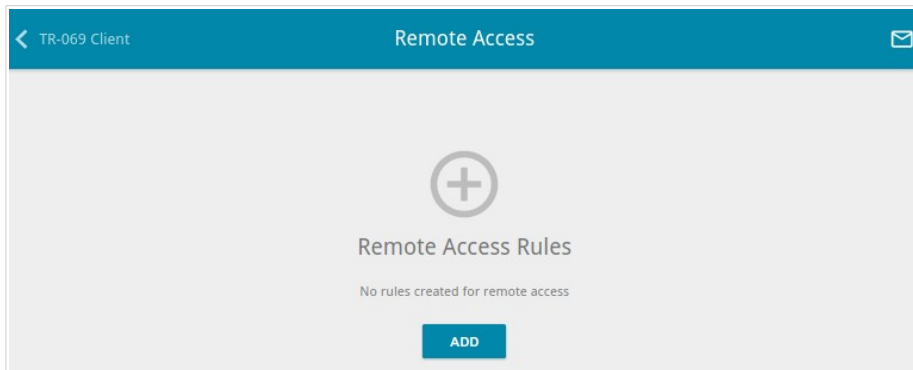 TR-069 Client
Remote Access
Remote Access Rules
No rules created for remote access
ADD